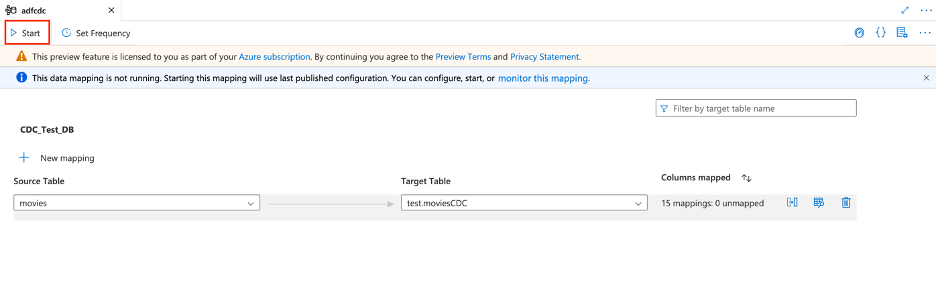 adfcdc
Start
Set Frequency
This preview feature is licensed to you as part of your Azure subscription. By continuing you agree to the Preview Terms and Privacy Statement.
This data mapping is not running. Starting this mapping will use last published configuration. You can configure, start, or monitor this mapping.
Filter by target table name
CDC_Test_DB
New mapping
Source Table Target Table Columns mapped
movies test.moviesCDC 15 mappings: 0 unmapped